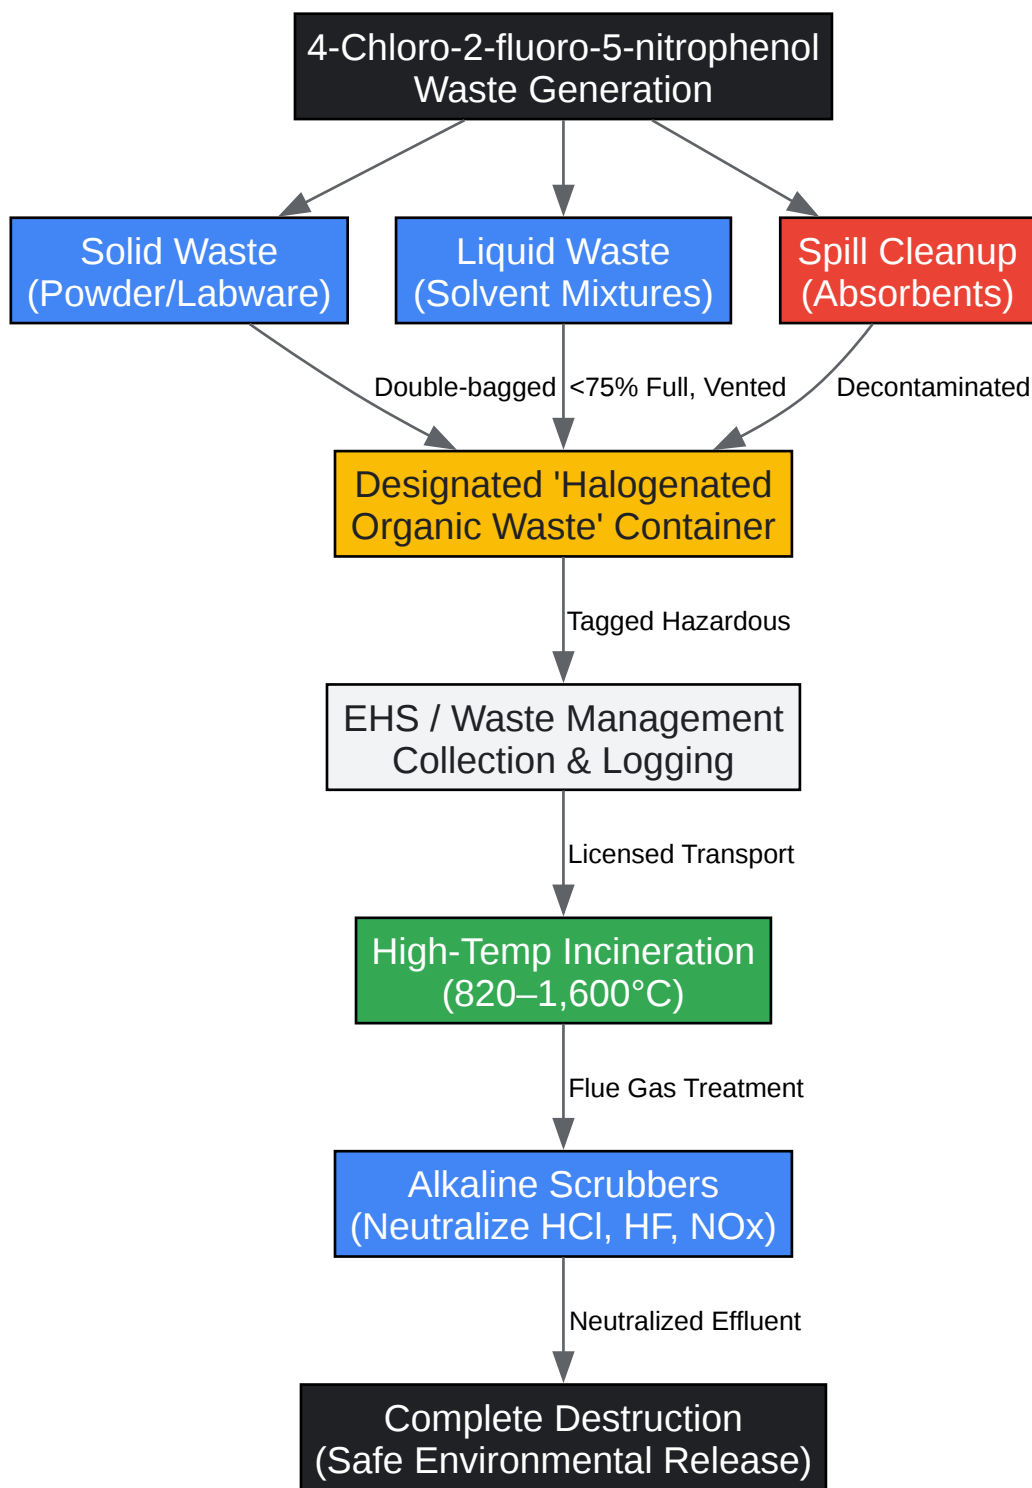 4-Chloro-2-fluoro-5-nitrophenol
Waste Generation
Solid Waste
(Powder/Labware)
Liquid Waste
(Solvent Mixtures)
Spill Cleanup
(Absorbents)
Double-bagged
<75% Full, Vented
Decontaminated
Designated 'Halogenated
Organic Waste' Container
Tagged Hazardous
EHS / Waste Management
Collection & Logging
Licensed Transport
High-Temp Incineration
(820–1,600°C)
Flue Gas Treatment
Alkaline Scrubbers
(Neutralize HCl, HF, NOx)
Neutralized Effluent
Complete Destruction
(Safe Environmental Release)